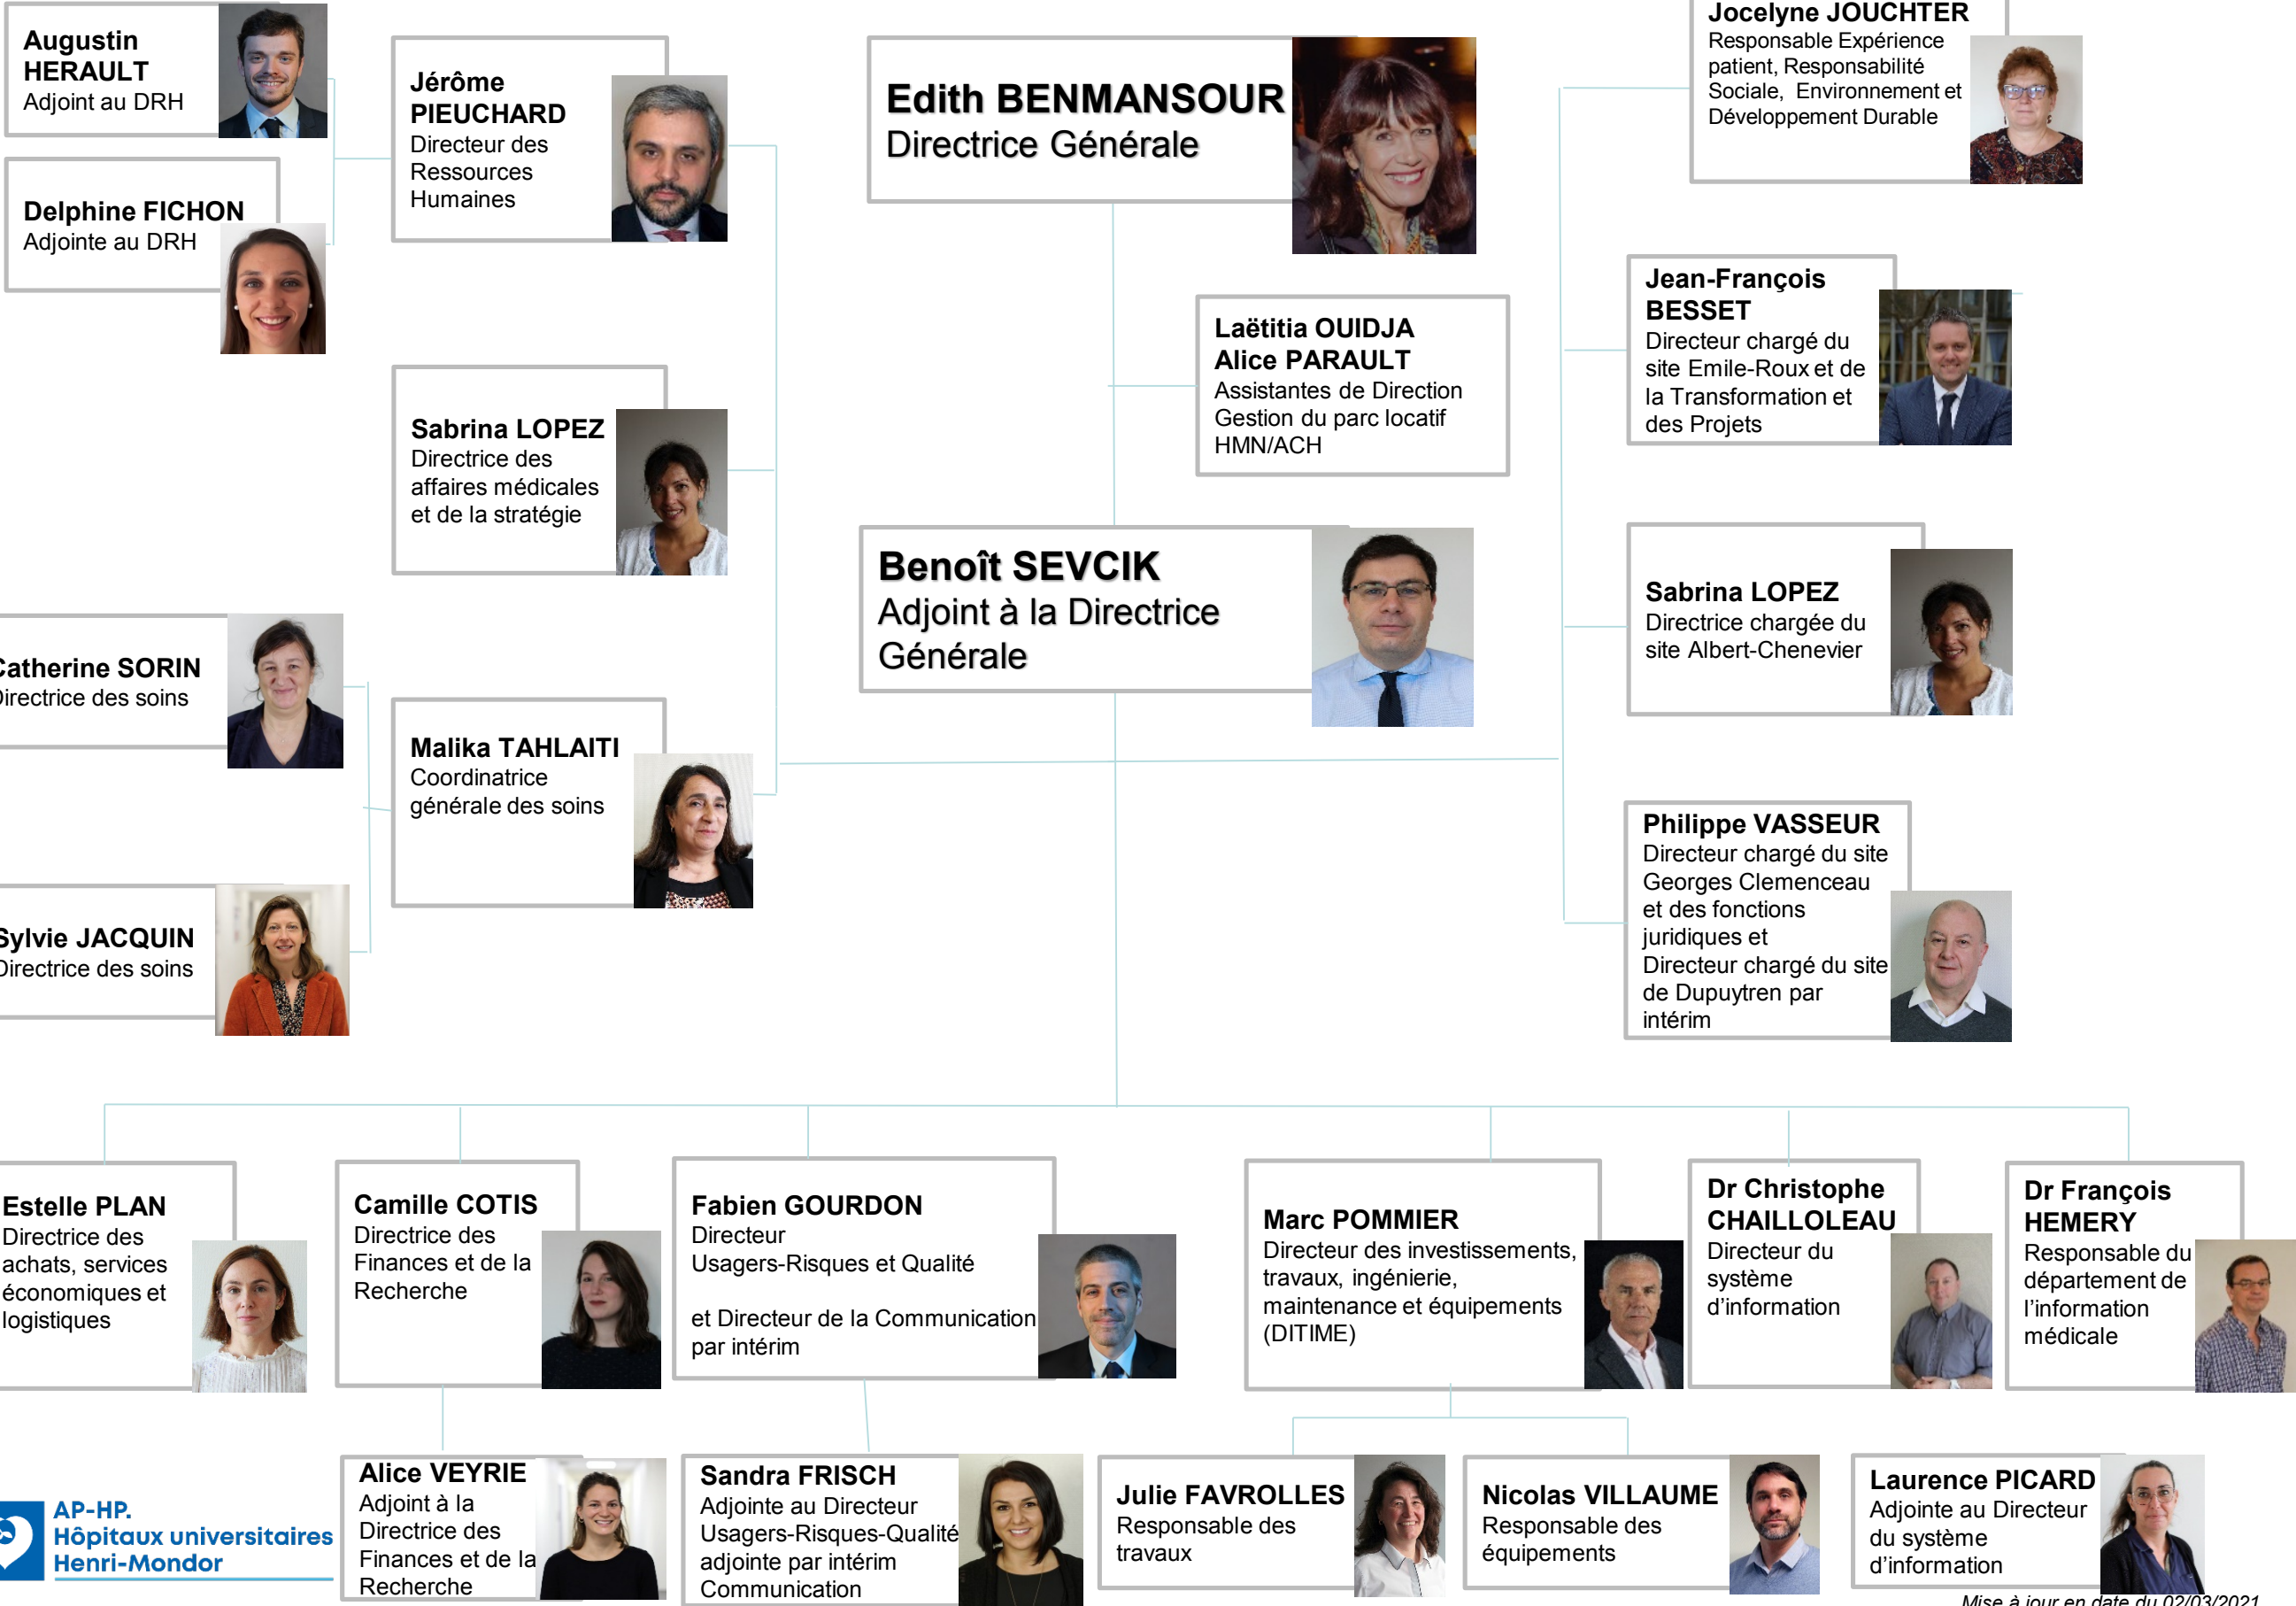 Augustin
HERAULT
Adjoint au DRH
Delphine FICHON
Adjointe au DRH
Jérôme
PIEUCHARD
Directeur des
Ressources
Humaines
Edith BENMANSOUR
Directrice Générale
Jocelyne JOUCHTER
Responsable Expérience
patient, Responsabilité
Sociale, Environnement et
Développement Durable
Laëtitia OUIDJA
Alice PARAULT
Assistantes de Direction
Gestion du parc locatif
HMN/ACH
Jean-François
BESSET
Directeur chargé du
site Emile-Roux et de
la Transformation et
des Projets
Sabrina LOPEZ
Directrice des
affaires médicales
et de la stratégie
Benoît SEVCIK
Adjoint à la Directrice
Générale
Sabrina LOPEZ
Directrice chargée du
site Albert-Chenevier
Catherine SORIN
Directrice des soins
Malika TAHLAITI
Coordinatrice
générale des soins
Sylvie JACQUIN
Directrice des soins
Philippe VASSEUR
Directeur chargé du site
Georges Clemenceau
et des fonctions
juridiques et
Directeur chargé du site
de Dupuytren par
intérim
Estelle PLAN
Directrice des
achats, services
économiques et
logistiques
Camille COTIS
Directrice des
Finances et de la
Recherche
Fabien GOURDON
Directeur
Usagers-Risques et Qualité
et Directeur de la Communication
par intérim
Marc POMMIER
Directeur des investissements,
travaux, ingénierie,
maintenance et équipements
(DITIME)
Dr Christophe
CHAILLOLEAU
Directeur du
système
d'information
Dr François
HEMERY
Responsable du
département de
l'information
médicale
AP-HP.
Hôpitaux universitaires
Henri-Mondor
Alice VEYRIE
Adjoint à la
Directrice des
Finances et de la
Recherche
Sandra FRISCH
Adjointe au Directeur
Usagers-Risques-Qualité
adjointe par intérim
Communication
Julie FAVROLLES
Responsable des
travaux
Nicolas VILLAUME
Responsable des
équipements
Laurence PICARD
Adjointe au Directeur
du système
d'information
Mise à jour en date du 02/03/2021